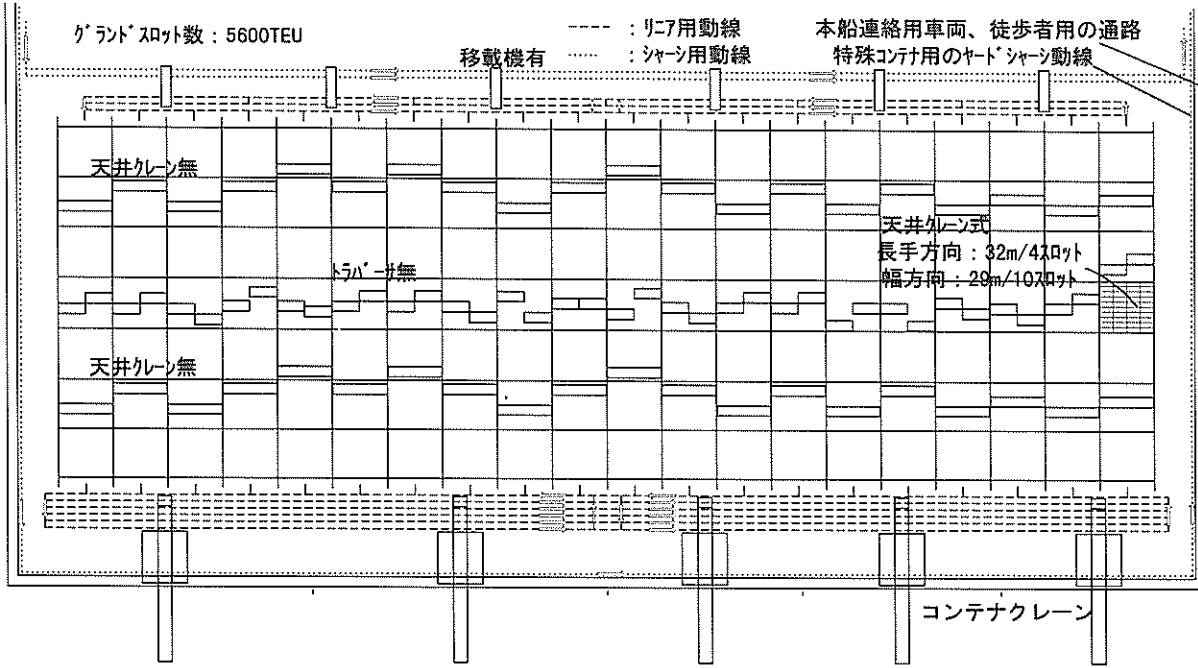 グランドスロット数：5600TEU
---- ：リニア用動線
移載機有 ····· ：シャーシ用動線
本船連絡用車両、徒歩者用の通路
特殊コンテナ用のヤードシャーシ動線
天井クレーン無
天井クレーン式
長手方向：32m/4スロット
幅方向：29m/10スロット
トラバーサ無
天井クレーン無
コンテナクレーン